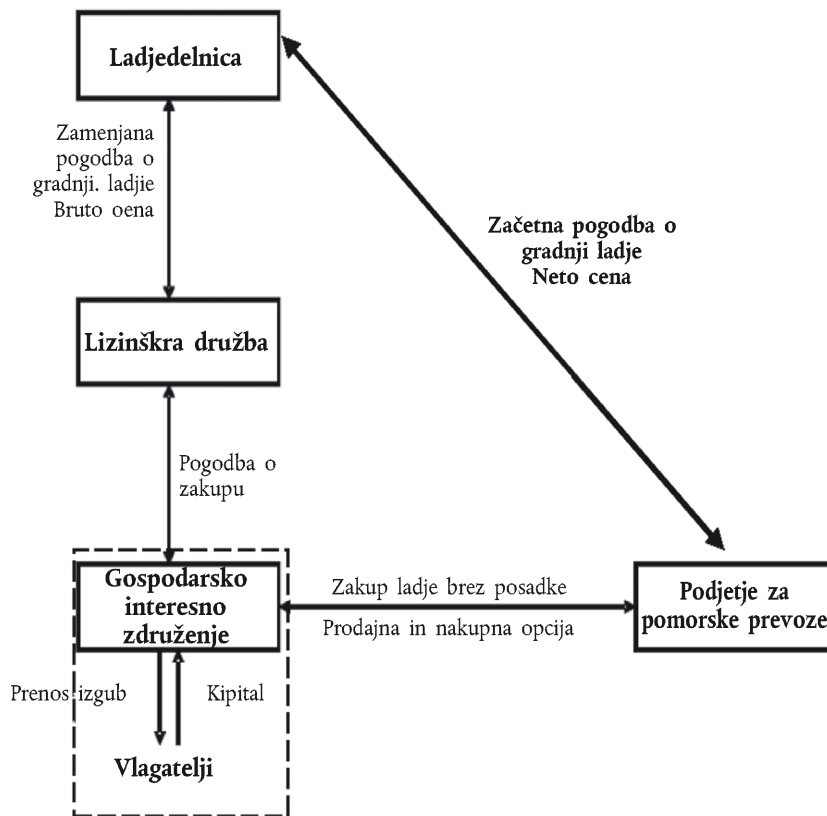 Ladjedelnica
Zamenjana
pogodba o
gradnji. ladjie
Bruto oena
Začetna pogodba o
gradnji ladje
Neto cena
Lizinškra družba
Pogodba o
zakupu
Gospodarsko
interesno
združenje
Zakup ladje brez posadke
Prodajna in nakupna opcija
Podjetje za
pomorske prevoze
Prenos izgub
Kipital
Vlagatelji